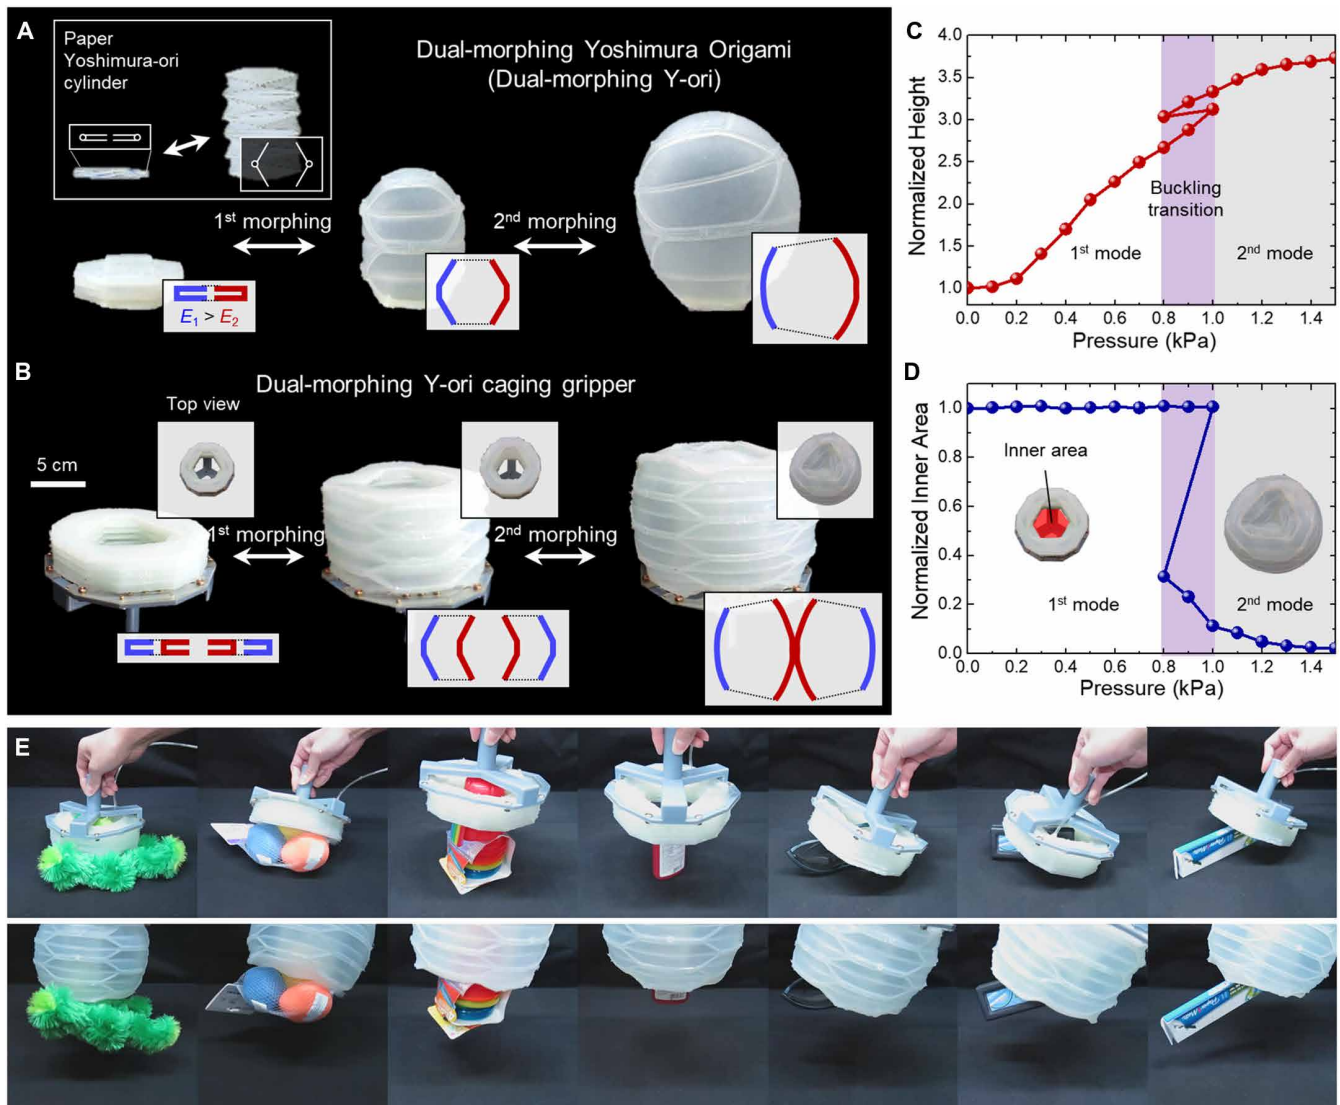 A
Paper
Yoshimura-ori
cylinder
Dual-morphing Yoshimura Origami
(Dual-morphing Y-ori)
1st morphing
2nd morphing
E1 > E2
B
Dual-morphing Y-ori caging gripper
Top view
5 cm
1st morphing
2nd morphing
C
Normalized Height
4.0
3.5
3.0
2.5
2.0
1.5
1.0
Buckling
transition
1st mode
2nd mode
0.0 0.2 0.4 0.6 0.8 1.0 1.2 1.4
Pressure (kPa)
D
Normalized Inner Area
1.0
0.8
0.6
0.4
0.2
0.0
Inner area
1st mode
2nd mode
0.0 0.2 0.4 0.6 0.8 1.0 1.2 1.4
Pressure (kPa)
E